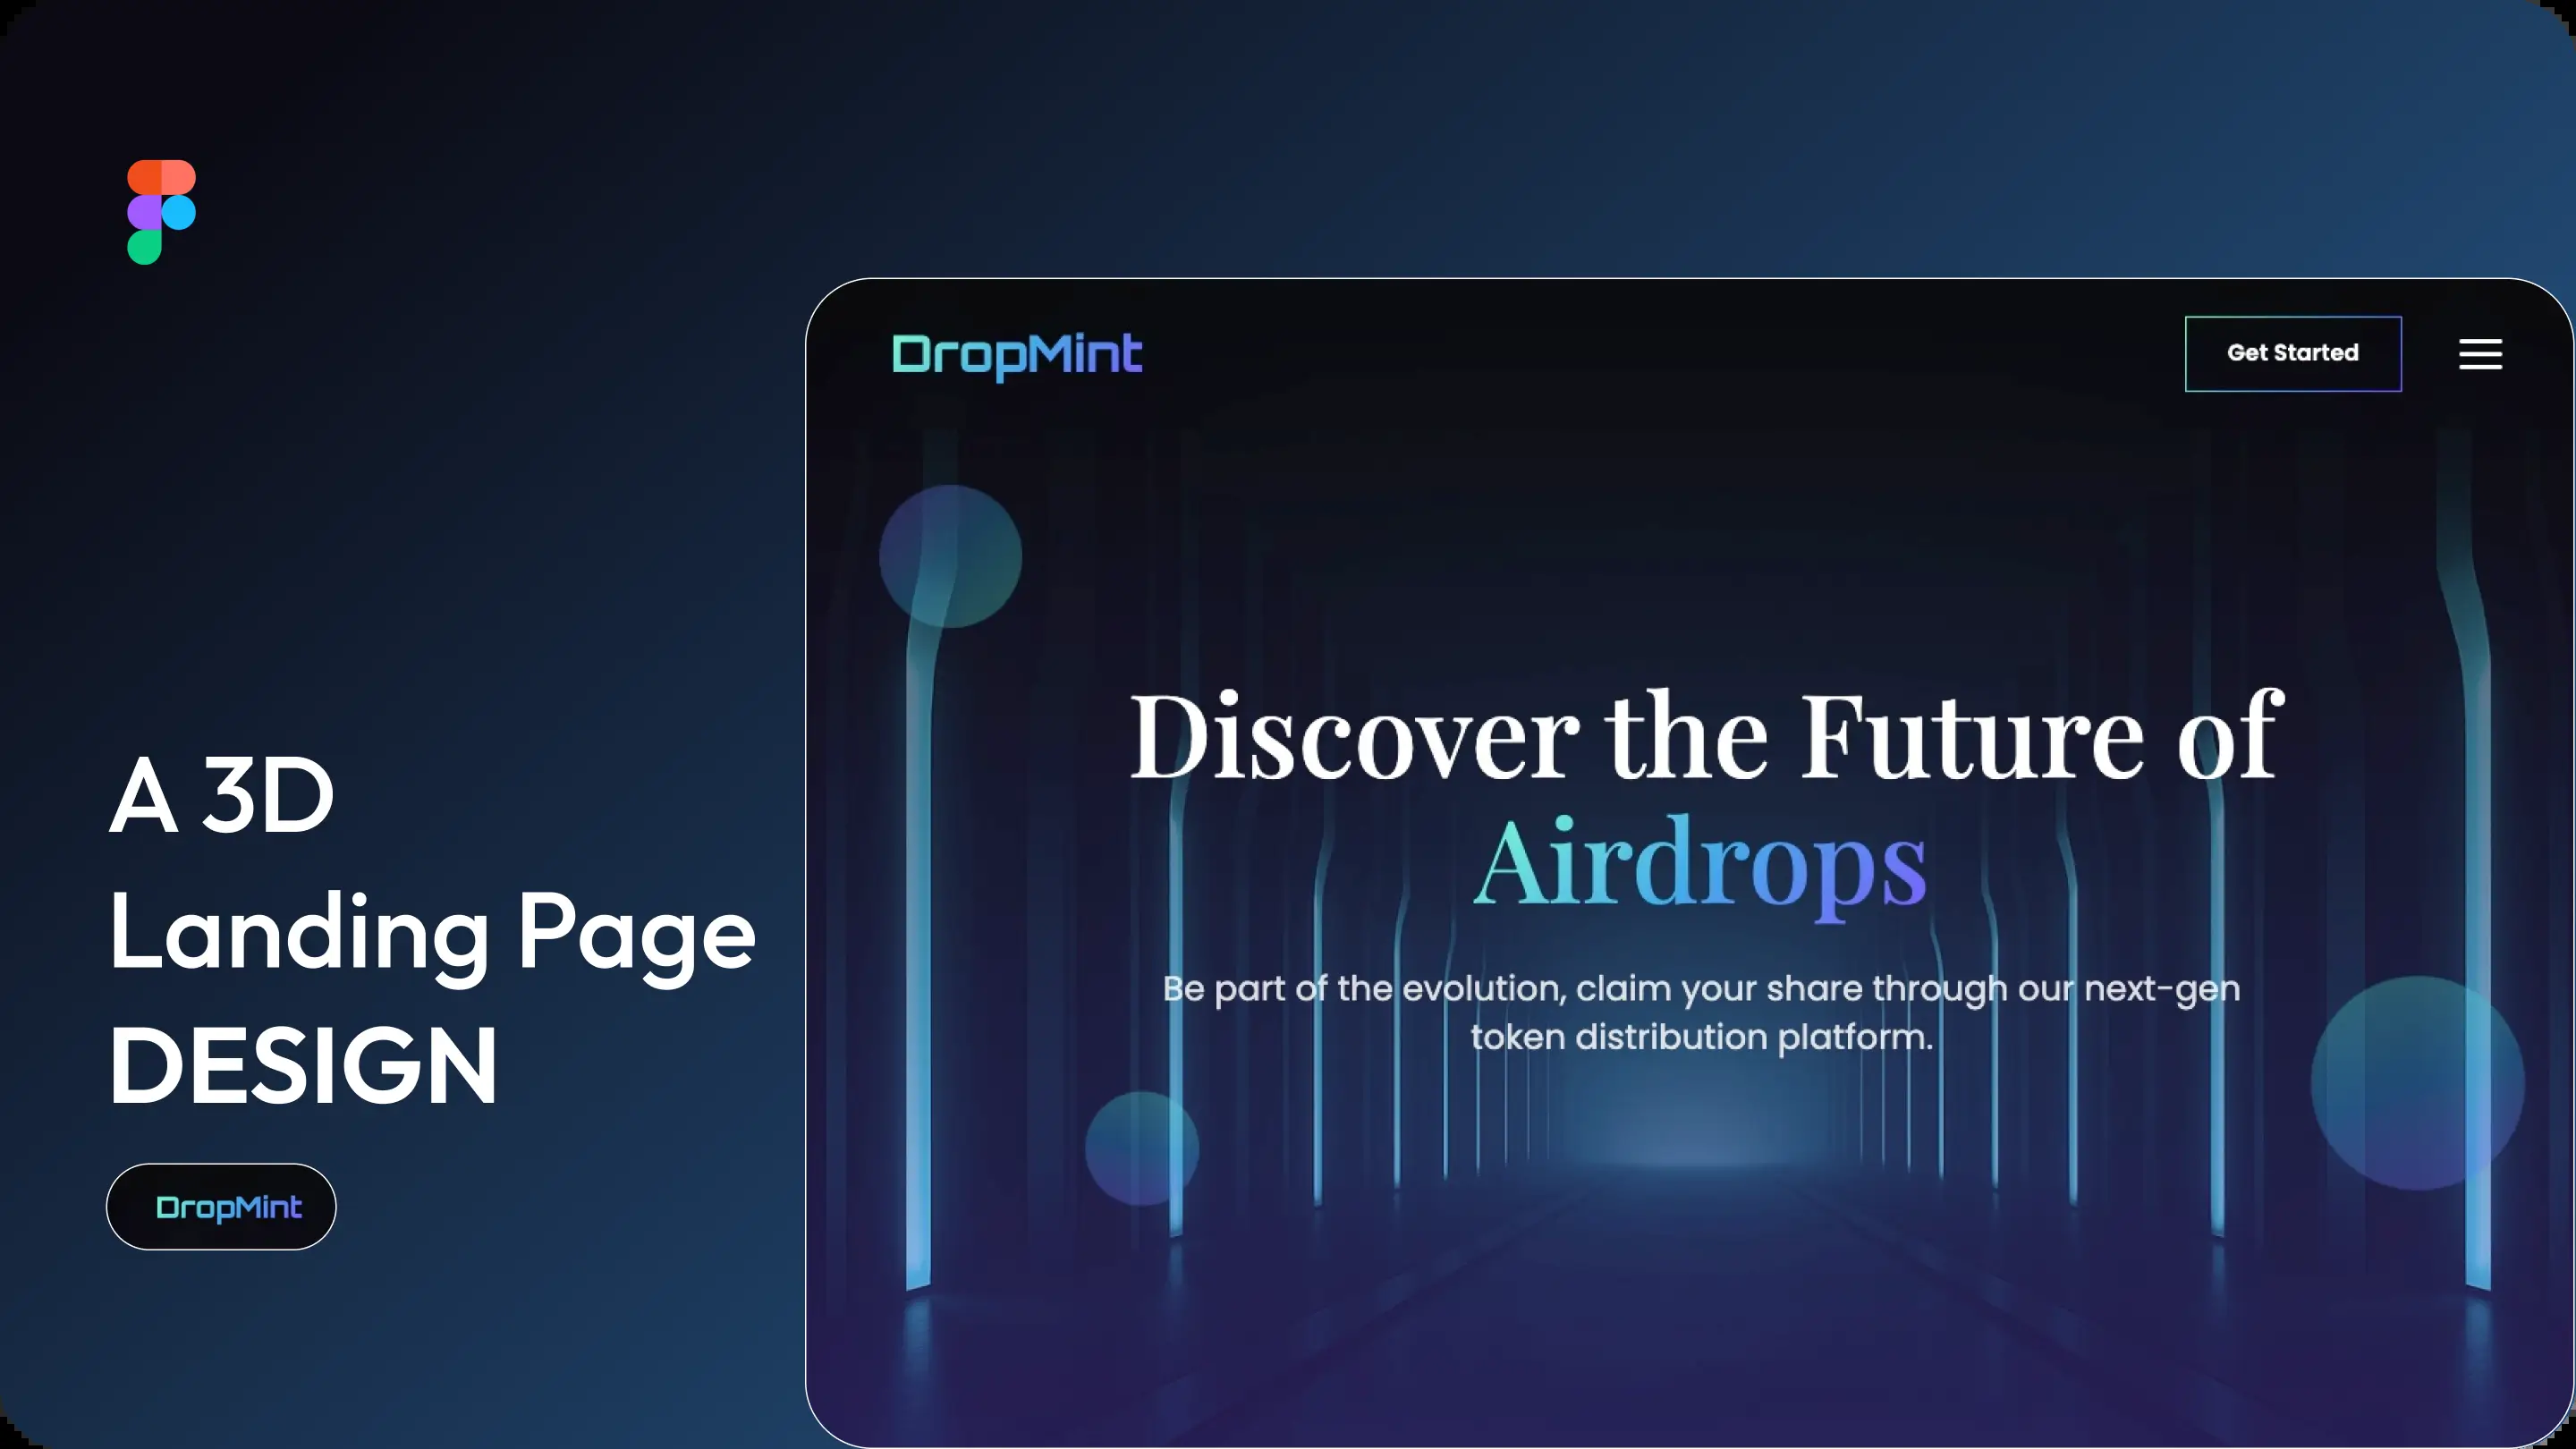 A 3D
Landing Page
DESIGN
DropMint
DropMint
Get Started
Discover the Future of
Airdrops
Be part of the evolution, claim your share through our next-gen
token distribution platform.